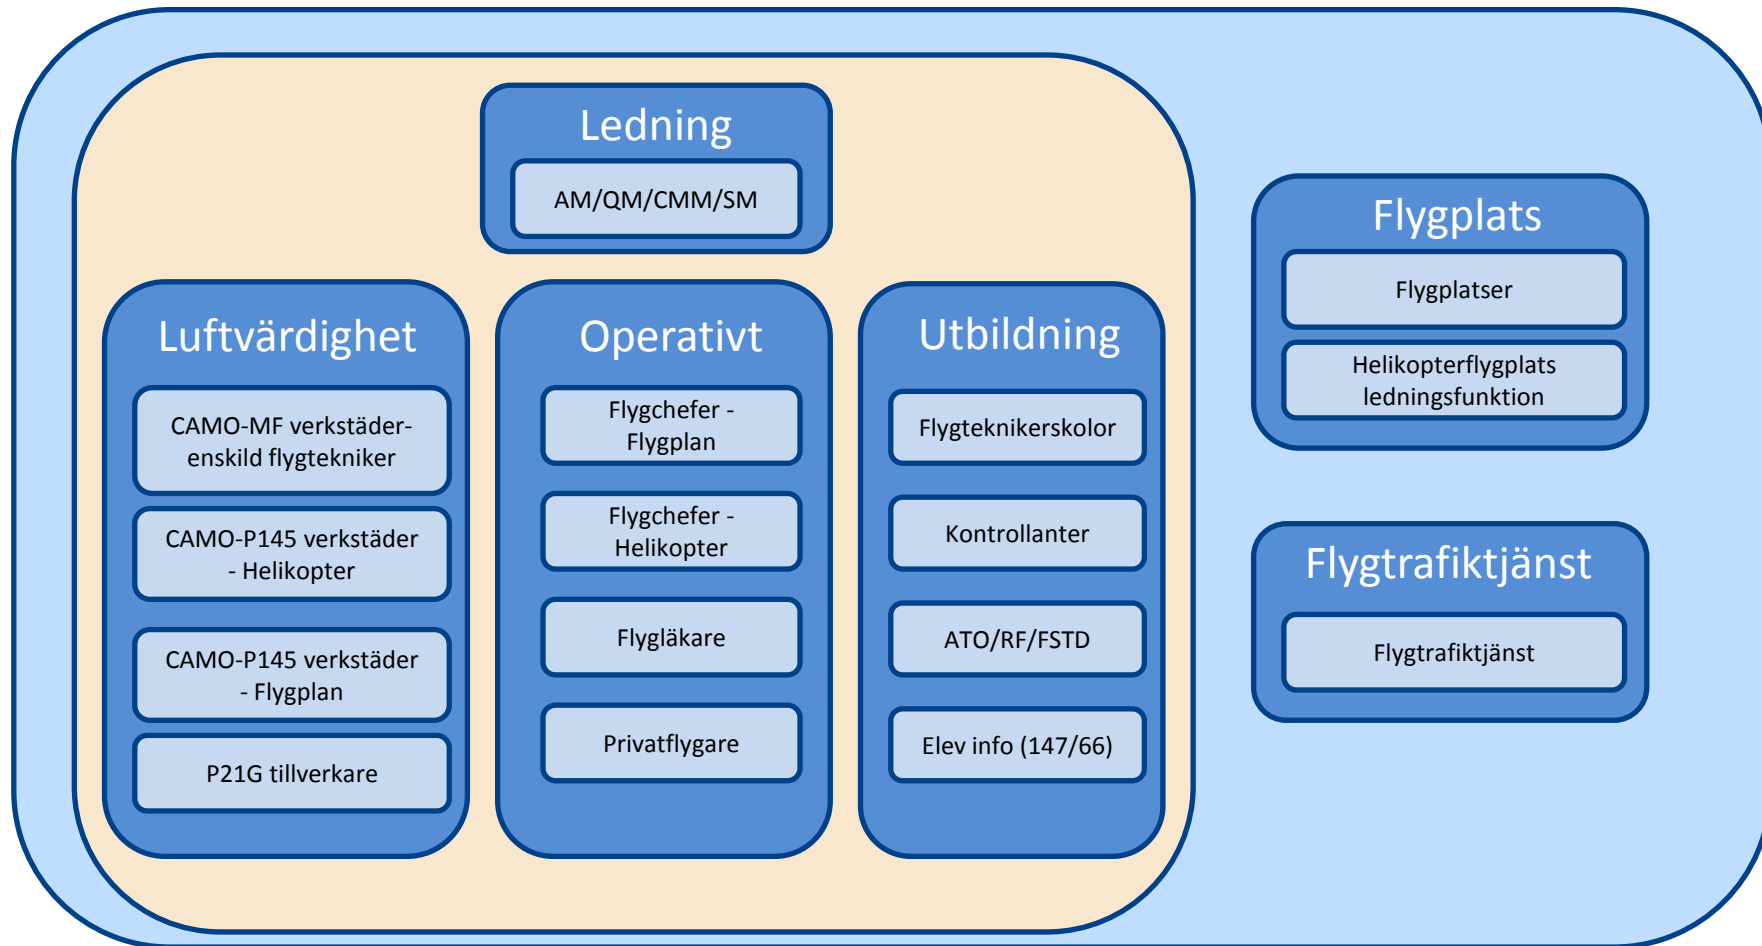 Ledning
AM/QM/CMM/SM
Luftvärdighet
CAMO-MF verkstäder-
enskild flygtekniker
CAMO-P145 verkstäder
- Helikopter
CAMO-P145 verkstäder
- Flygplan
P21G tillverkare
Operativt
Flygchefer -
Flygplan
Flygchefer -
Helikopter
Flygläkare
Privatflygare
Utbildning
Flygteknikerskolor
Kontrollanter
ATO/RF/FSTD
Elev info (147/66)
Flygplats
Flygplatser
Helikopterflygplats
ledningsfunktion
Flygtrafiktjänst
Flygtrafiktjänst